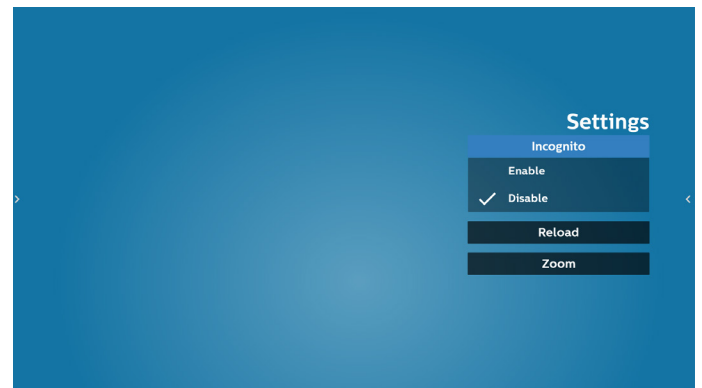 Settings
Incognito
Enable
Disable
Reload
Zoom